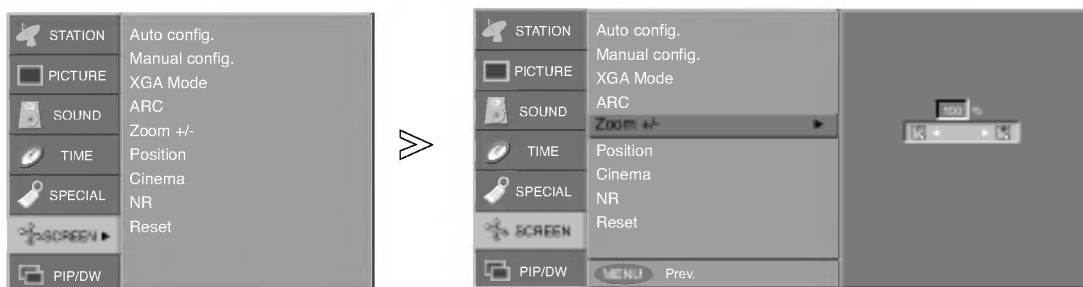 STATION
PICTURE
SOUND
TIME
SPECIAL
SCREEN
PIP/DW
Auto config.
Manual config.
XGA Mode
ARC
Zoom +/-
Position
Cinema
NR
Reset
STATION
PICTURE
SOUND
TIME
SPECIAL
SCREEN
PIP/DW
Auto config.
Manual config.
XGA Mode
ARC
Zoom +/-
Position
Cinema
NR
Reset
MENU Prev.
100 %